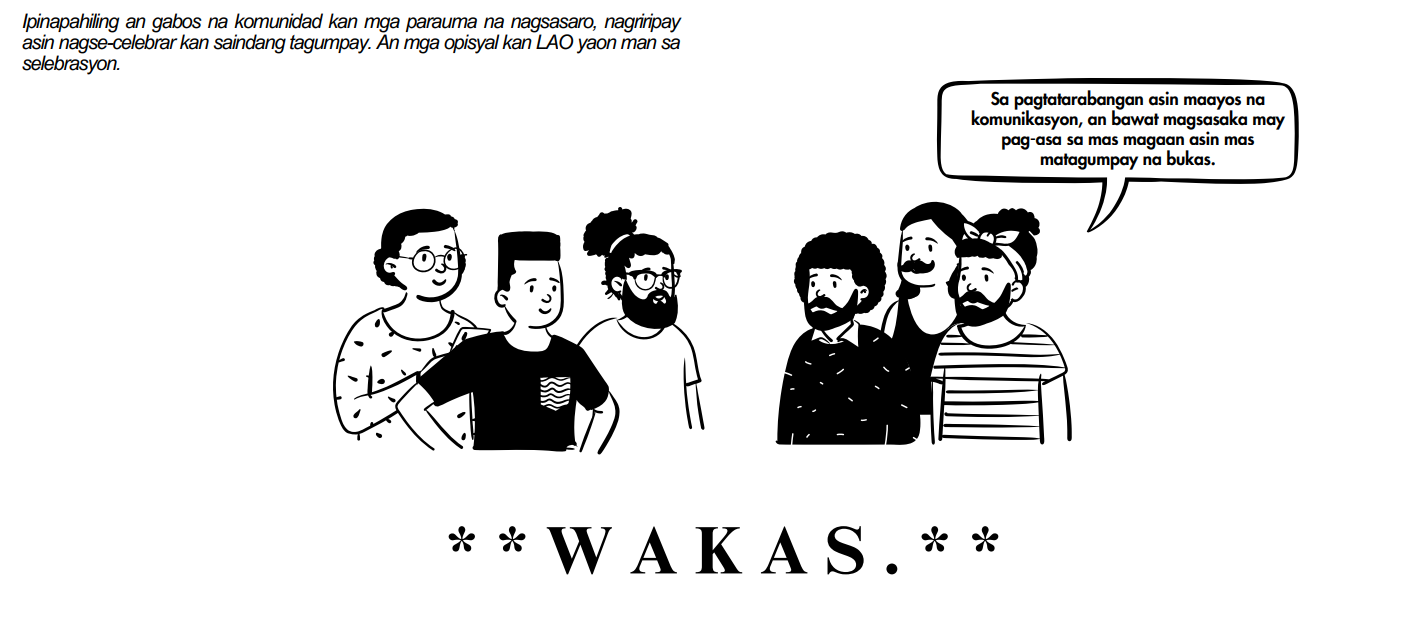 Ipinapahiling an gabos na komunidad kan mga parauma na nagsasaro, nagriripay
asin nagse-celebrar kan saindang tagumpay. An mga opisyal kan LAO yaon man sa
selebrasyon.
Sa pagtatarabangan asin maayos na
komunikasyon, an bawat magsasaka may
pag-asa sa mas magaan asin mas
matagumpay na bukas.
**WAKAS.**